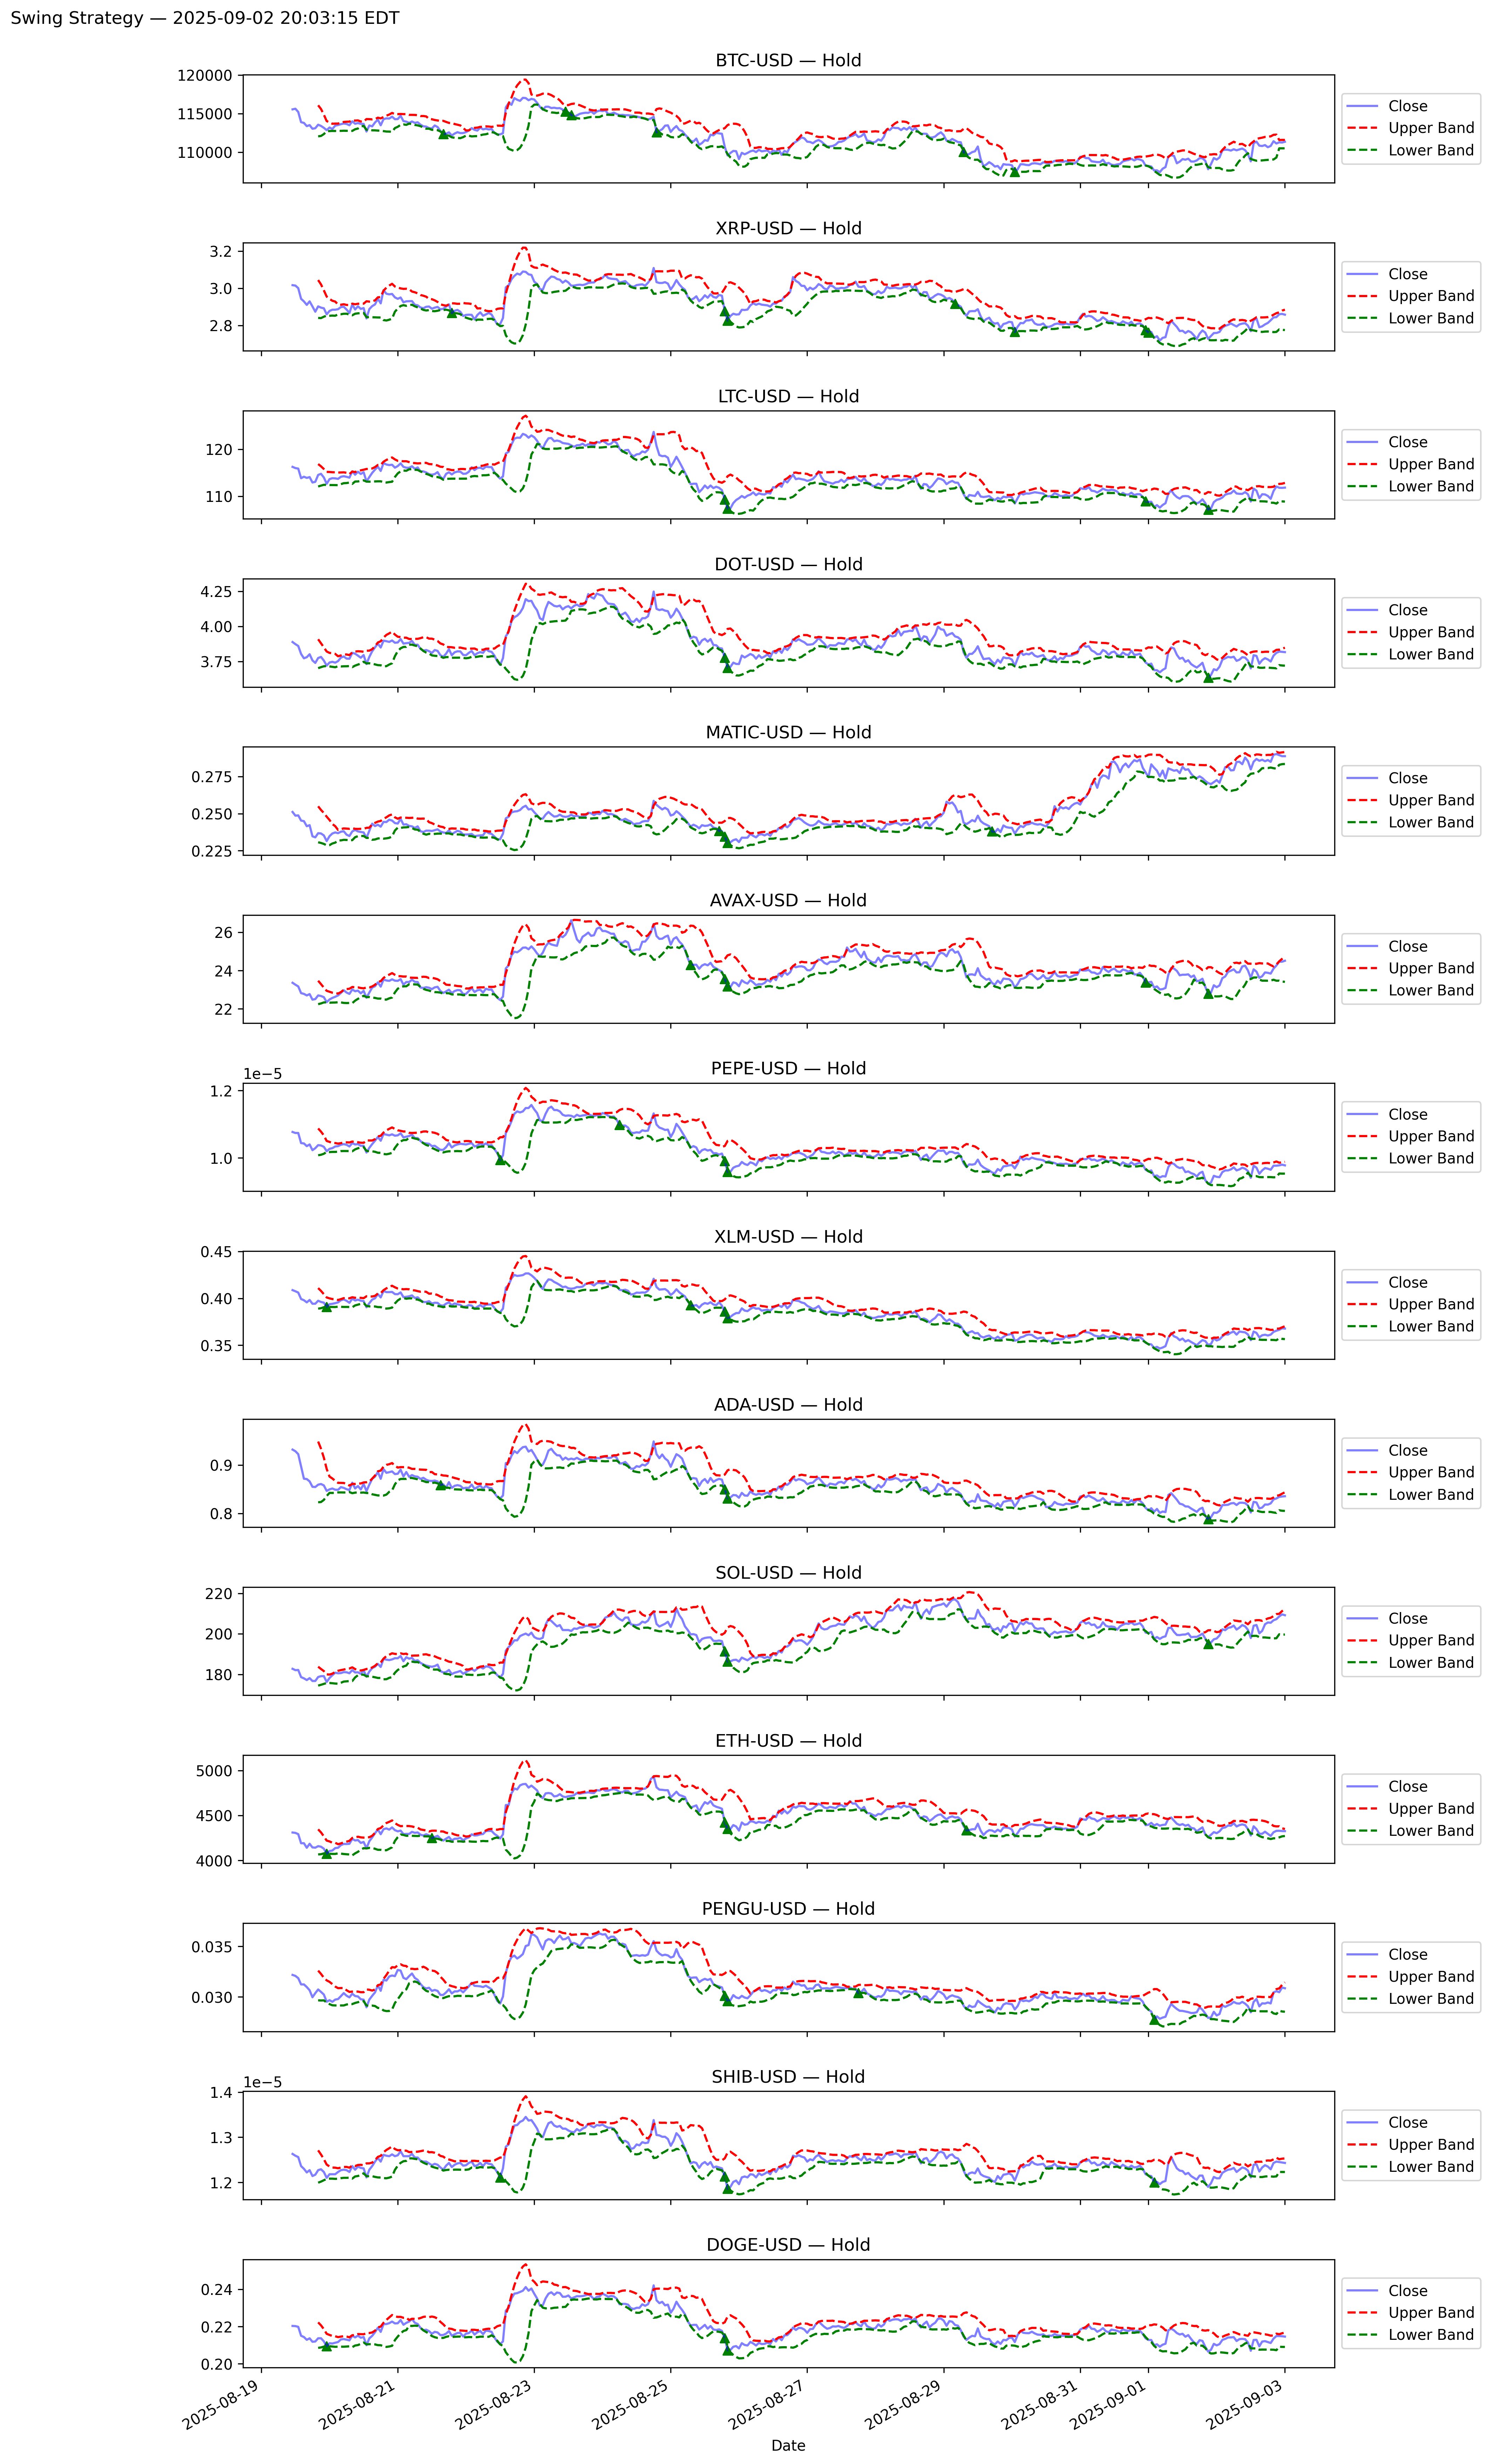 Swing Strategy — 2025-09-02 20:03:15 EDT
BTC-USD — Hold
120000
115000
110000
Close
Upper Band
Lower Band
XRP-USD — Hold
3.2
3.0
2.8
Close
Upper Band
Lower Band
LTC-USD — Hold
120
110
Close
Upper Band
Lower Band
DOT-USD — Hold
4.25
4.00
3.75
Close
Upper Band
Lower Band
MATIC-USD — Hold
0.275
0.250
0.225
Close
Upper Band
Lower Band
AVAX-USD — Hold
26
24
22
Close
Upper Band
Lower Band
PEPE-USD — Hold
1e−5
1.2
1.0
Close
Upper Band
Lower Band
XLM-USD — Hold
0.45
0.40
0.35
Close
Upper Band
Lower Band
ADA-USD — Hold
0.9
0.8
Close
Upper Band
Lower Band
SOL-USD — Hold
220
200
180
Close
Upper Band
Lower Band
ETH-USD — Hold
5000
4500
4000
Close
Upper Band
Lower Band
PENGU-USD — Hold
0.035
0.030
Close
Upper Band
Lower Band
SHIB-USD — Hold
1e−5
1.4
1.3
1.2
Close
Upper Band
Lower Band
DOGE-USD — Hold
0.24
0.22
0.20
Close
Upper Band
Lower Band
2025-08-19
2025-08-21
2025-08-23
2025-08-25
2025-08-27
2025-08-29
2025-08-31
2025-09-01
2025-09-03
Date